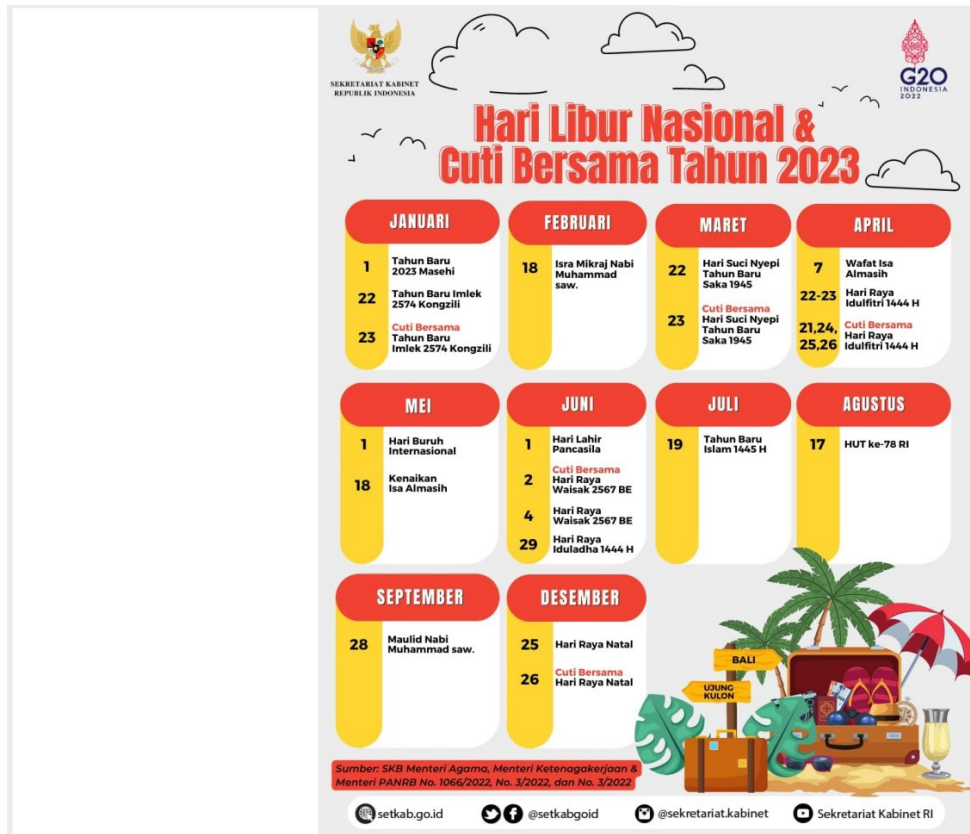 SEKRETARIAT KABINET
REPUBLIK INDONESIA
G20
INDONESIA
2022
Hari Libur Nasional &
Cuti Bersama Tahun 2023
JANUARI
1 Tahun Baru
2023 Masehi
22 Tahun Baru Imlek
2574 Kongzili
23 Cuti Bersama
Tahun Baru
Imlek 2574 Kongzili
FEBRUARI
18 Isra Mikraj Nabi
Muhammad
saw.
MARET
22 Hari Suci Nyepi
Tahun Baru
Saka 1945
23 Cuti Bersama
Hari Suci Nyepi
Tahun Baru
Saka 1945
APRIL
7 Wafat Isa
Almasih
22-23 Hari Raya
Idulfitri 1444 H
21,24, Cuti Bersama
25,26 Hari Raya
Idulfitri 1444 H
MEI
1 Hari Buruh
Internasional
18 Kenaikan
Isa Almasih
JUNI
1 Hari Lahir
Pancasila
2 Cuti Bersama
Hari Raya
Waisak 2567 BE
4 Hari Raya
Waisak 2567 BE
29 Hari Raya
Iduladha 1444 H
JULI
19 Tahun Baru
Islam 1445 H
AGUSTUS
17 HUT ke-78 RI
SEPTEMBER
28 Maulid Nabi
Muhammad saw.
DESEMBER
25 Hari Raya Natal
26 Cuti Bersama
Hari Raya Natal
BALI
UJUNG
KULON
Sumber: SKB Menteri Agama, Menteri Ketenagakerjaan &
Menteri PANRB No. 1066/2022, No. 3/2022, dan No. 3/2022
setkab.go.id @setkabgoid @sekretariat.kabinet Sekretariat Kabinet RI